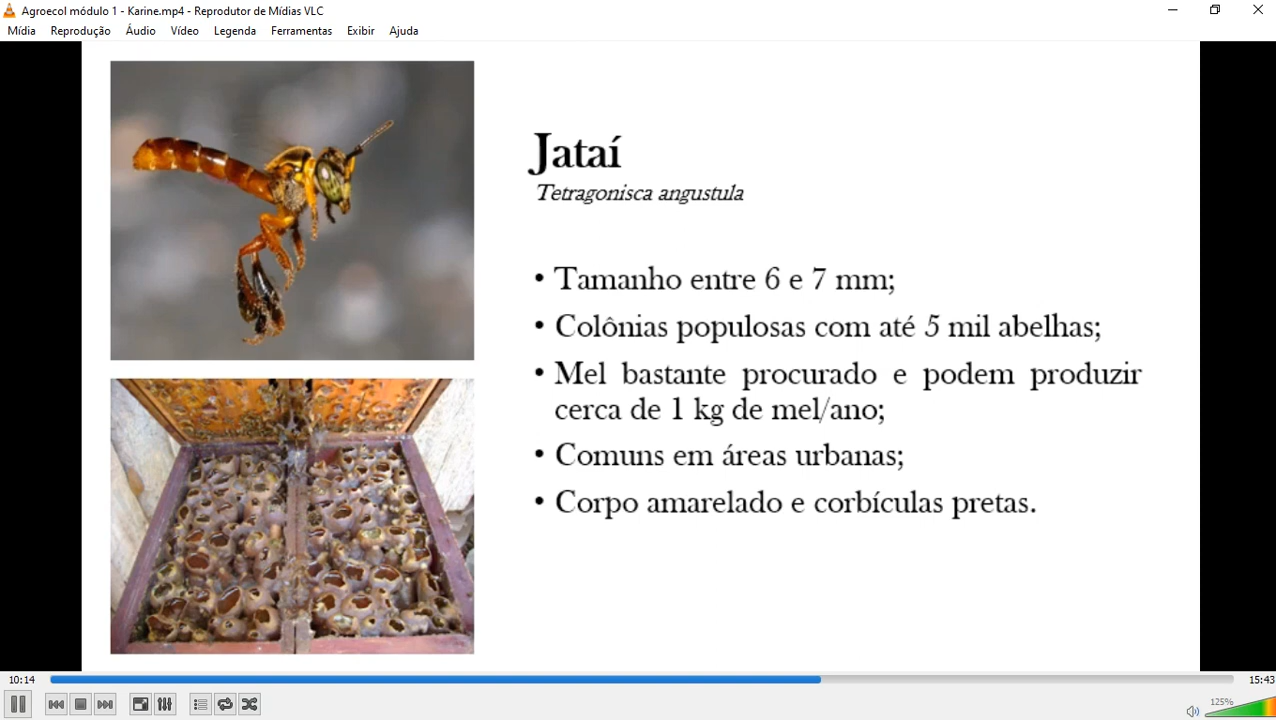 Agroecol módulo 1 - Karine.mp4 - Reprodutor de Mídias VLC
Mídia Reprodução Áudio Vídeo Legenda Ferramentas Exibir Ajuda
Jataí
Tetragonisca angustula
• Tamanho entre 6 e 7 mm;
• Colônias populosas com até 5 mil abelhas;
• Mel bastante procurado e podem produzir
cerca de 1 kg de mel/ano;
• Comuns em áreas urbanas;
• Corpo amarelado e corbículas pretas.
10:14 15:43
125%